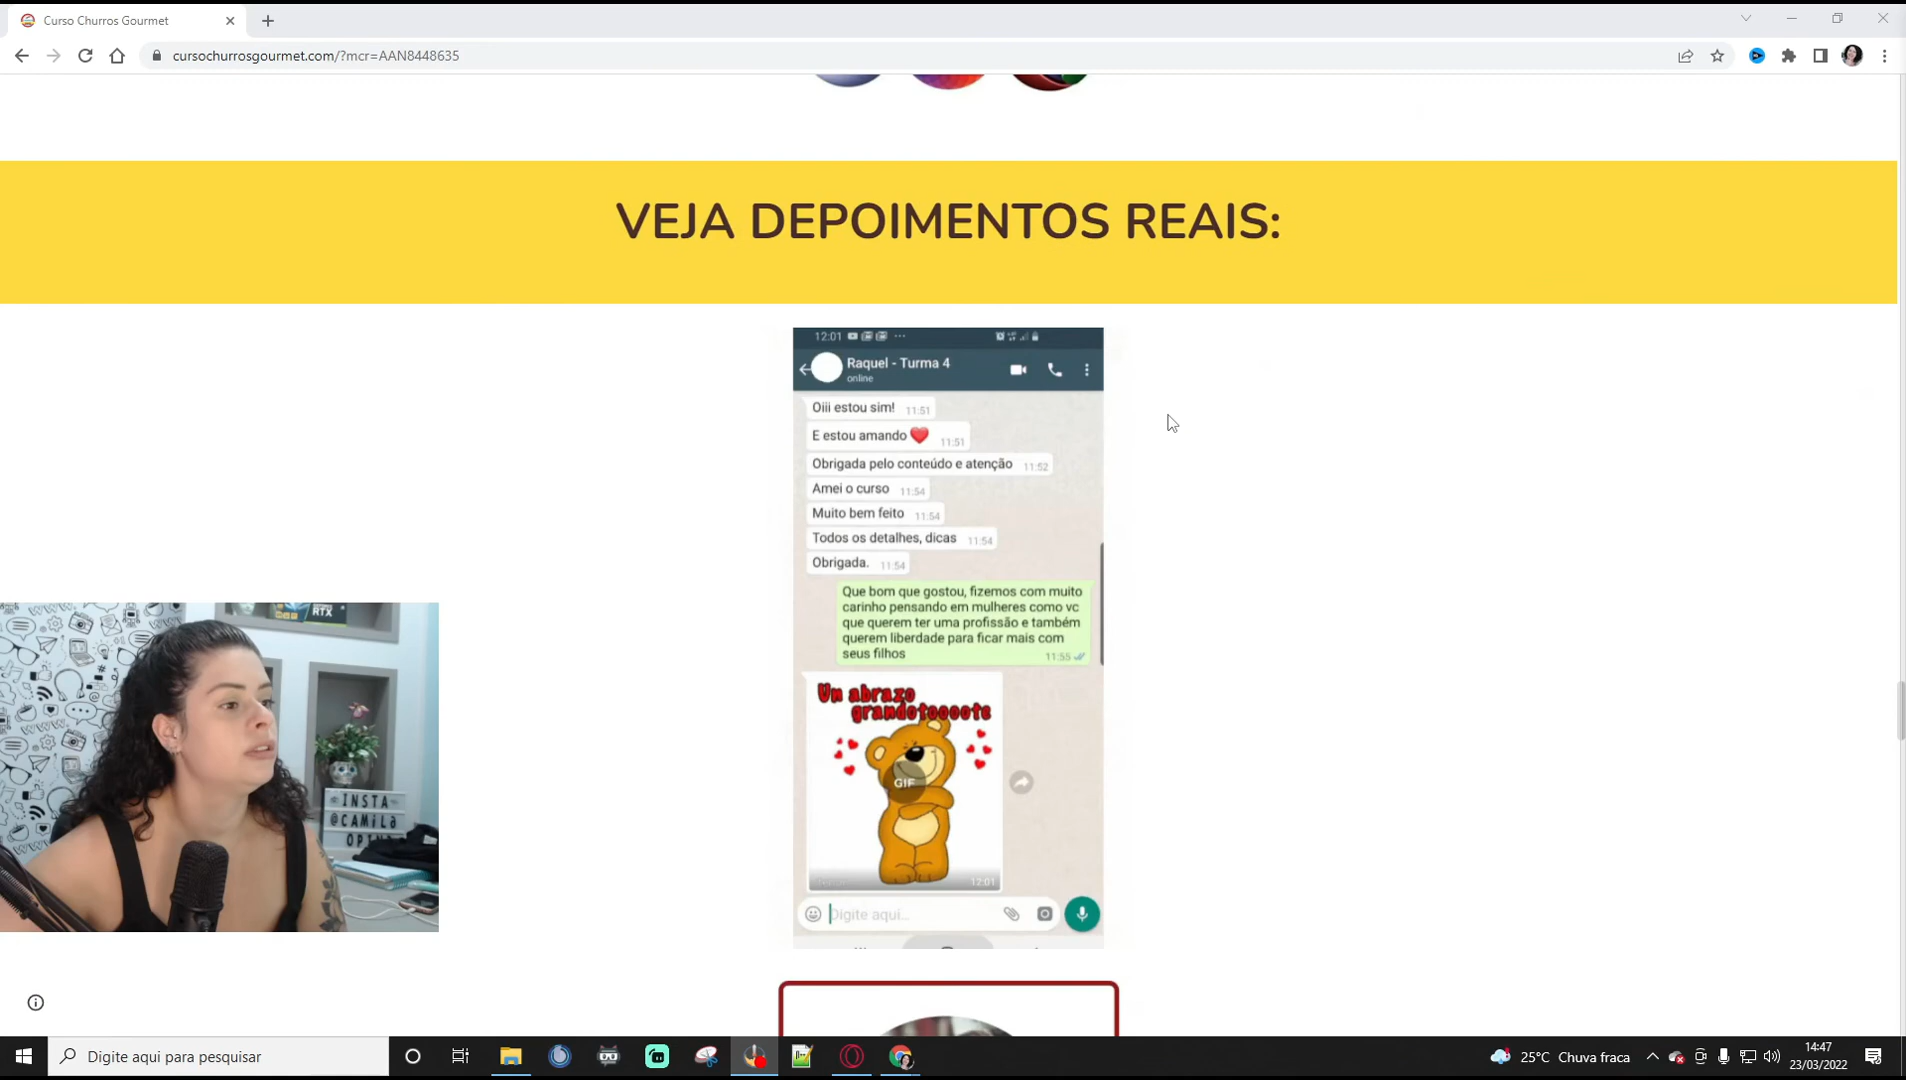 Curso Churros Gourmet
cursochurrosgourmet.com/?mcr=AAN8448635
VEJA DEPOIMENTOS REAIS:
12:01
Raquel - Turma 4
online
Oiii estou sim! 11:51
E estou amando 11:51
Obrigada pelo conteúdo e atenção 11:52
Amei o curso 11:54
Muito bem feito 11:54
Todos os detalhes, dicas 11:54
Obrigada. 11:54
Que bom que gostou, fizemos com muito
carinho pensando em mulheres como vc
que querem ter uma profissão e também
querem liberdade para ficar mais com
seus filhos 11:55
Un abrazo
grandotoooote
GIF
12:01
Digite aqui...
RTX
INSTA
@CAMILA
OPIN
Digite aqui para pesquisar
25°C Chuva fraca
14:47
23/03/2022